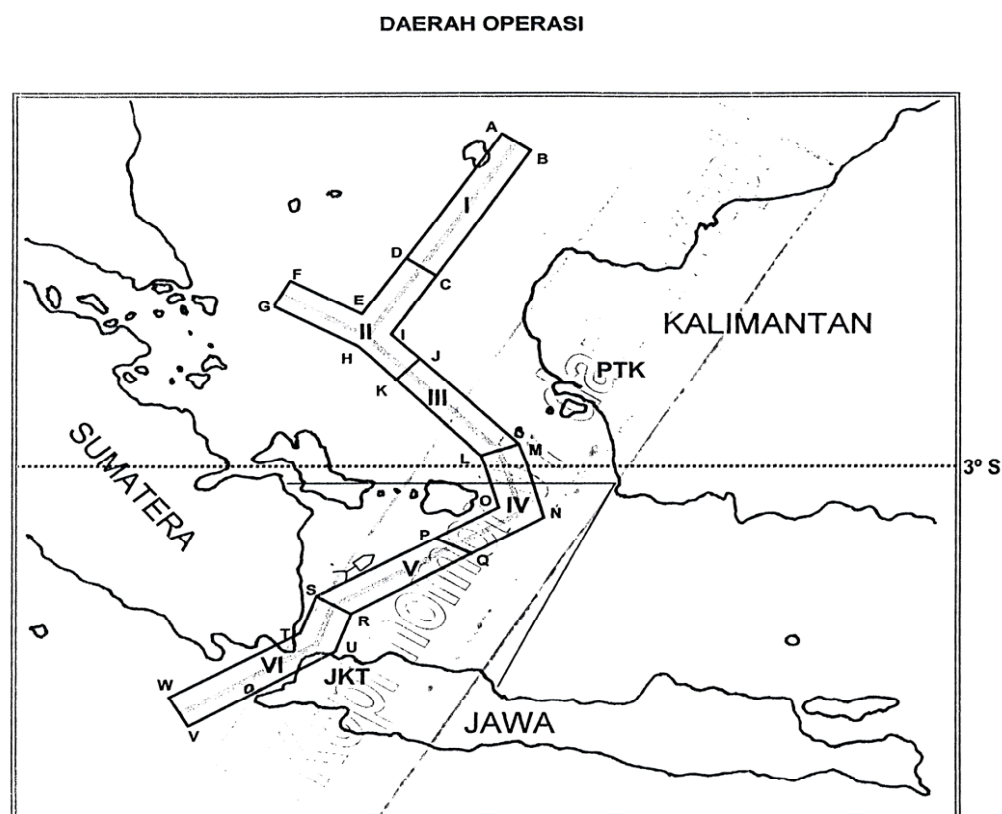 DAERAH OPERASI
A
B
I
D
C
F
E
G
II
I
J
H
K
III
KALIMANTAN
PTK
SUMATERA
L
M
3° S
O
IV
N
P
Q
V
S
R
T
U
VI
JKT
W
V
JAWA